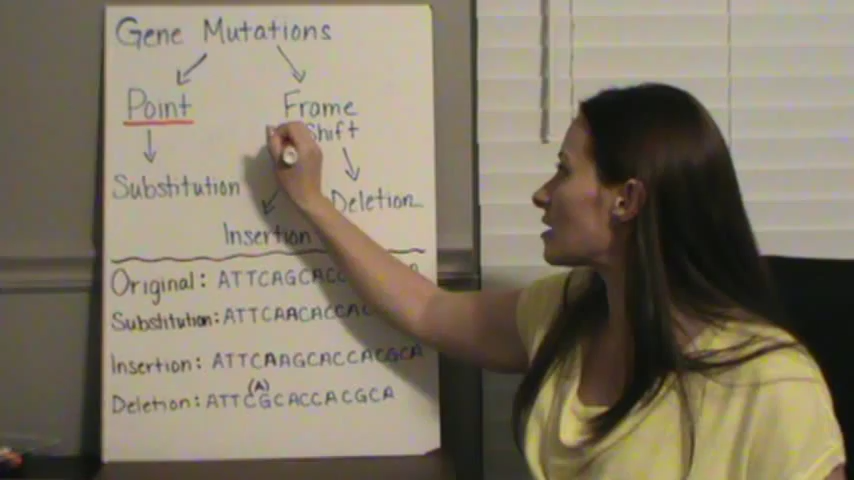 Gene Mutations
Point
Frame
Shift
Substitution
Deletion
Insertion
Original: ATTCAGCACC A
Substitution: ATTCAACACCAC
Insertion: ATTCAAGCACCACGCA
(A)
Deletion: ATTCGCACCACGCA